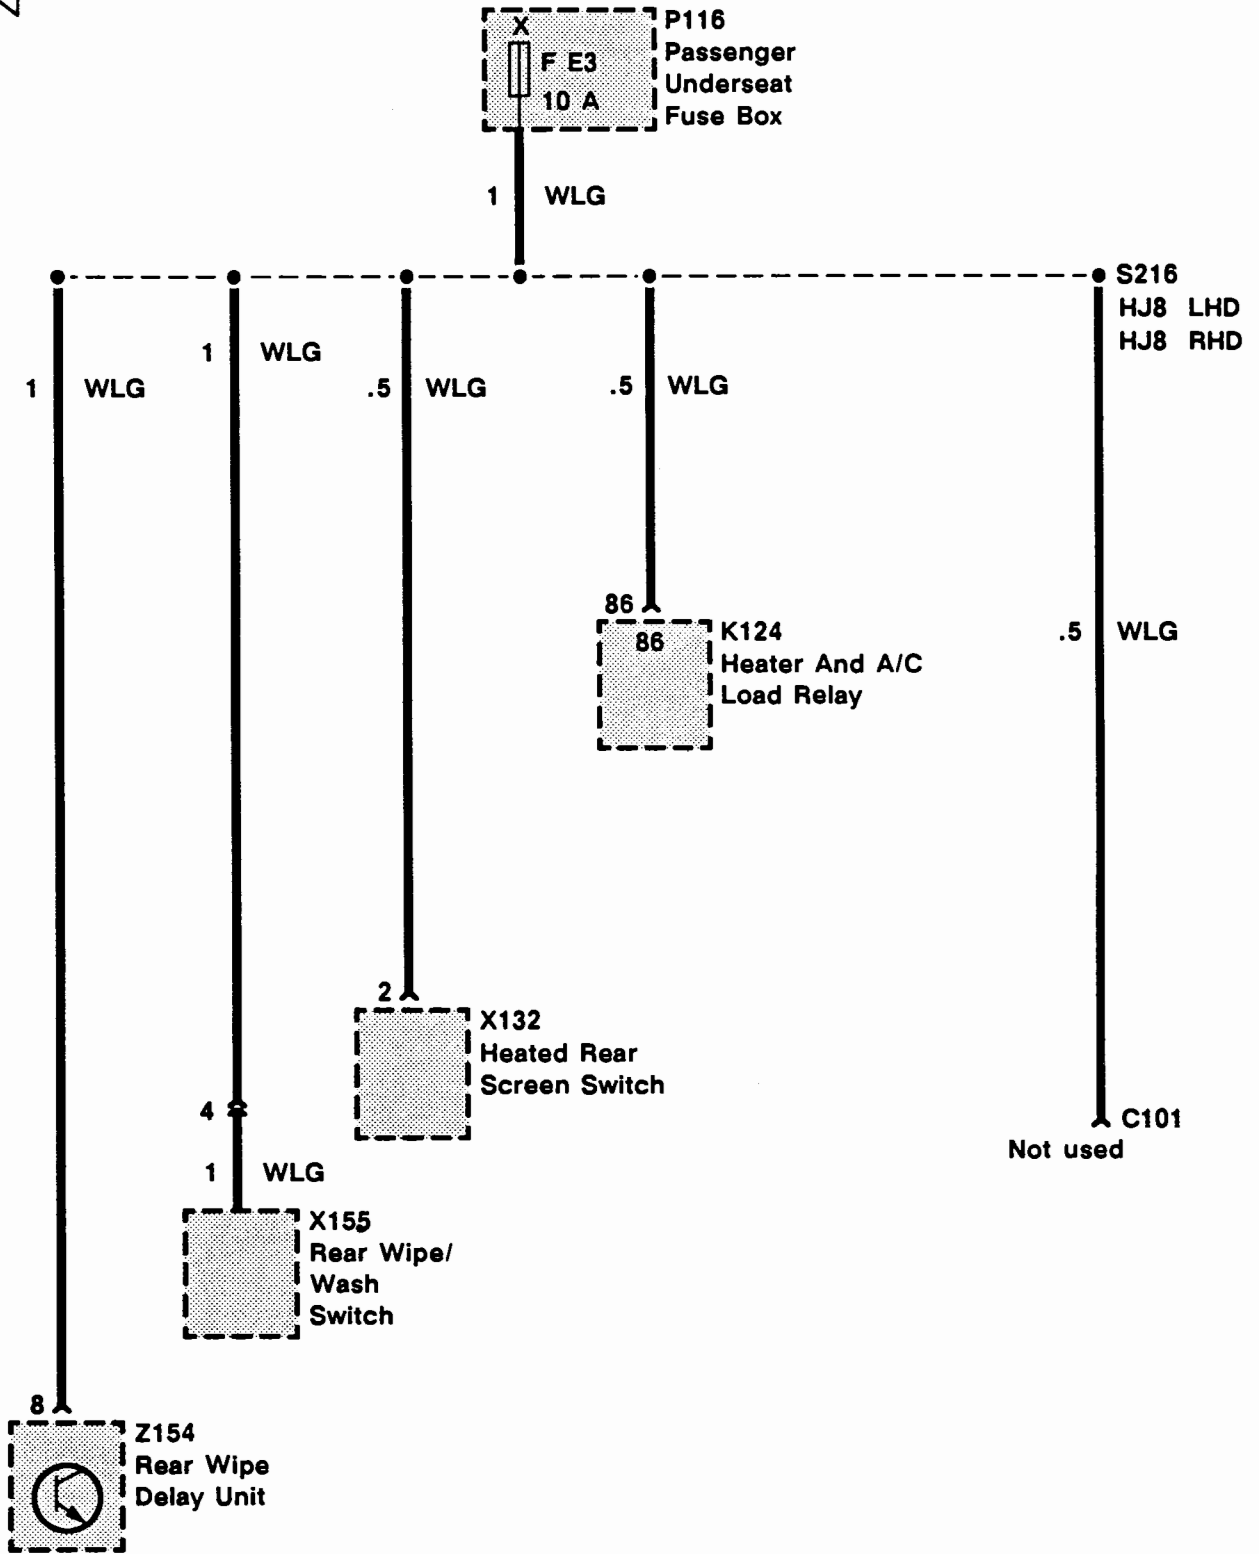 X
F E3
10 A
P116
Passenger
Underseat
Fuse Box
1 WLG
S216
HJ8 LHD
HJ8 RHD
1 WLG
1 WLG
.5 WLG
.5 WLG
86
86
K124
Heater And A/C
Load Relay
.5 WLG
2
X132
Heated Rear
Screen Switch
4
C101
Not used
1 WLG
X155
Rear Wipe/
Wash
Switch
8
Z154
Rear Wipe
Delay Unit